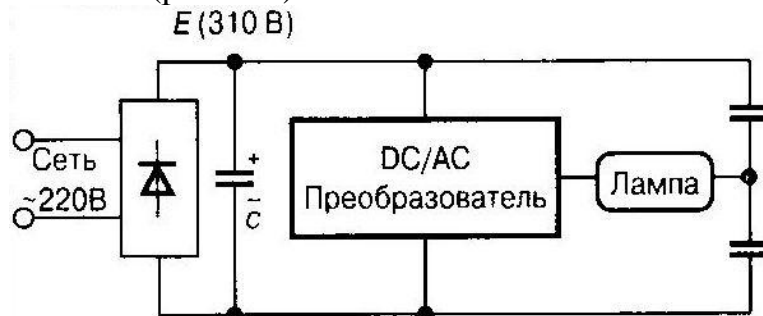 E (310 В)
Сеть
~220В
+
-
C
DC/AC
Преобразователь
Лампа